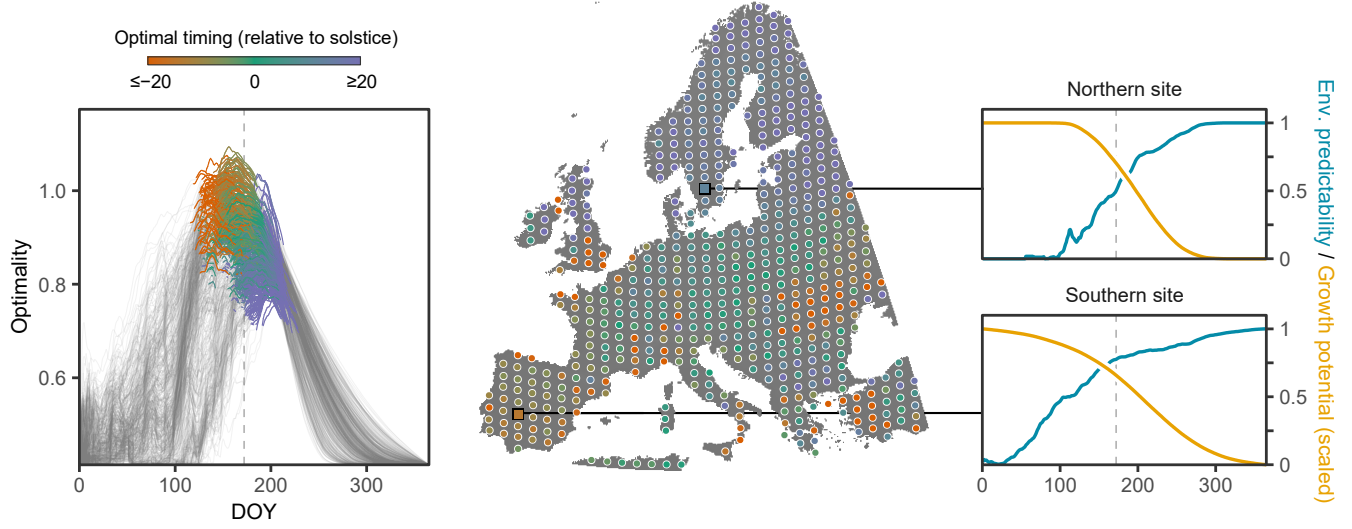 Optimal timing (relative to solstice)
≤−20 0 ≥20
Optimality
1.0
0.8
0.6
0 100 200 300
DOY
Northern site
1
0.5
0
Southern site
1
0.5
0
0 100 200 300
Env. predictability / Growth potential (scaled)